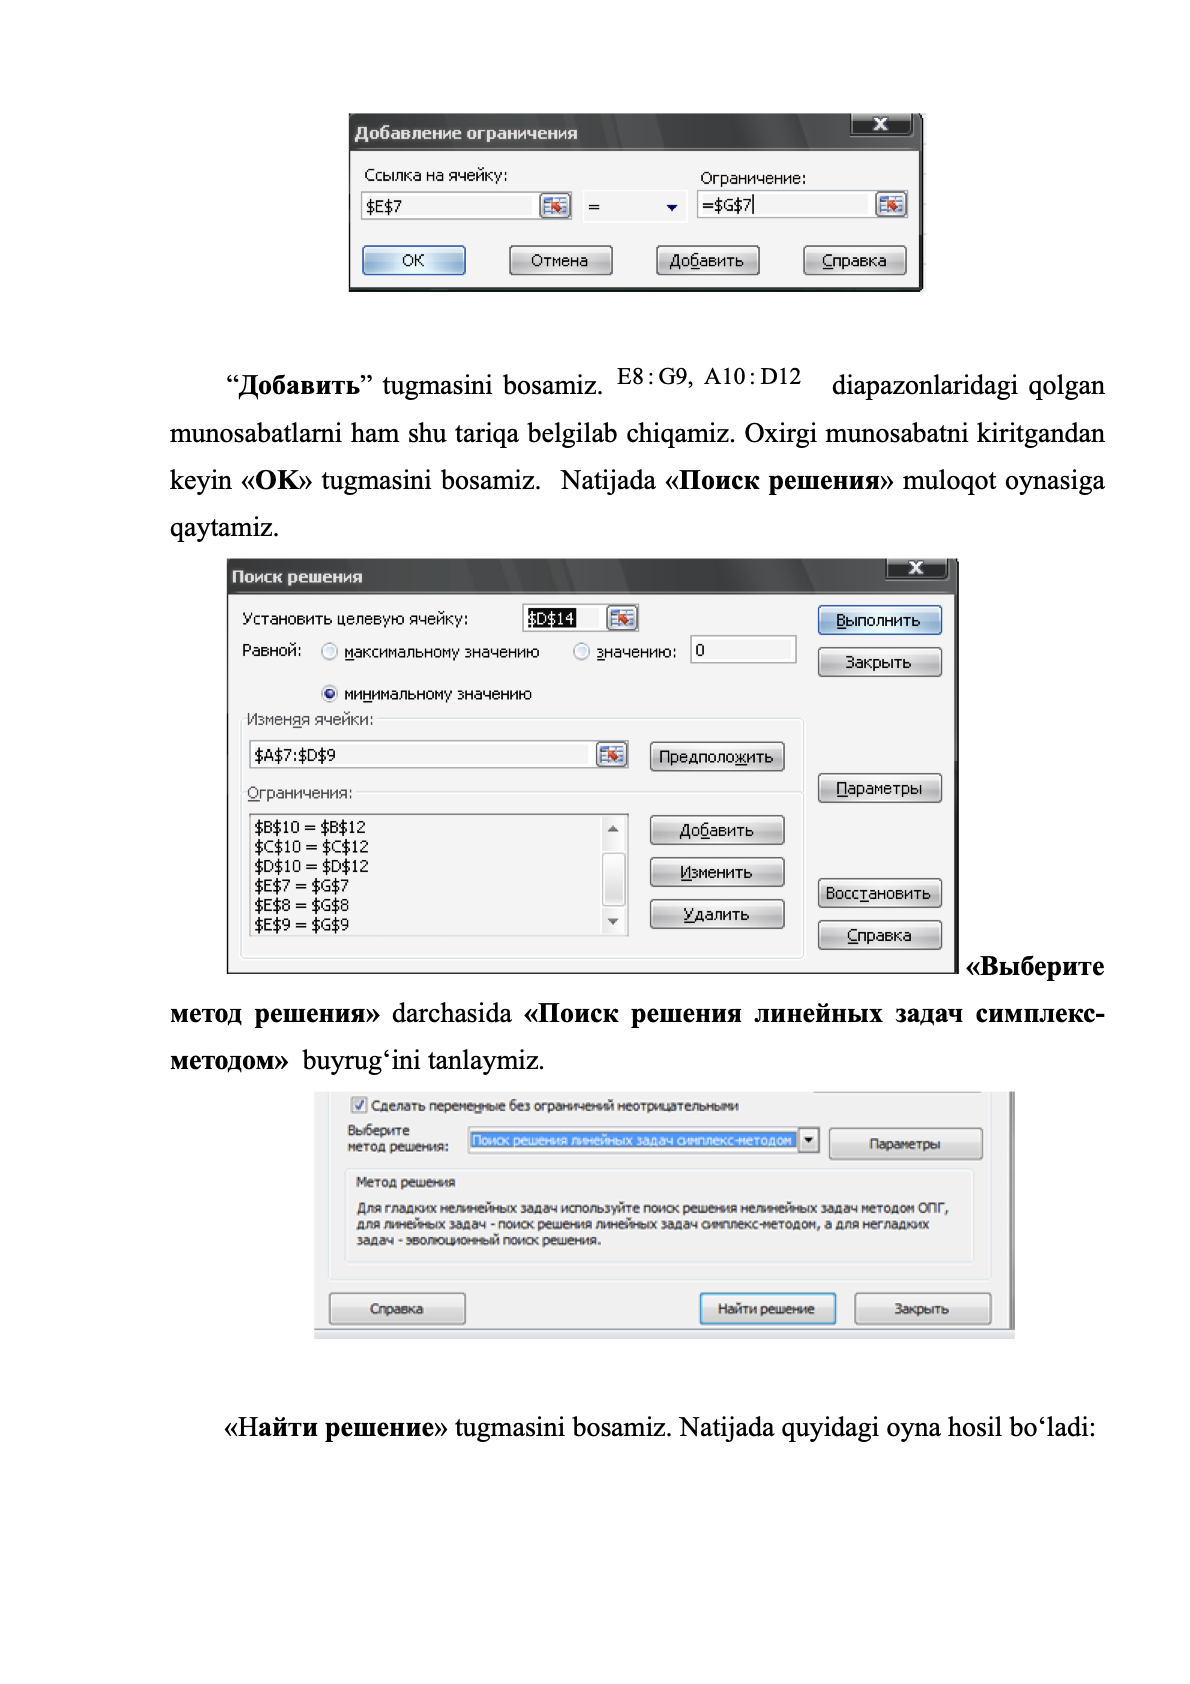 Добавление ограничения
X
Ссылка на ячейку:
Ограничение:
$E$7
=
=$G$7
ОК
Отмена
Добавить
Справка
“Добавить” tugmasini bosamiz. E8 : G9, A10 : D12 diapazonlaridagi qolgan
munosabatlarni ham shu tariqa belgilab chiqamiz. Oxirgi munosabatni kiritgandan
keyin «OK» tugmasini bosamiz. Natijada «Поиск решения» muloqot oynasiga
qaytamiz.
Поиск решения
X
Установить целевую ячейку:
$D$14
Выполнить
Равной:
максимальному значению
значению:
0
Закрыть
минимальному значению
Изменяя ячейки:
$A$7:$D$9
Предположить
Параметры
Ограничения:
$B$10 = $B$12
$C$10 = $C$12
$D$10 = $D$12
$E$7 = $G$7
$E$8 = $G$8
$E$9 = $G$9
Добавить
Изменить
Удалить
Восстановить
Справка
«Выберите
метод решения» darchasida «Поиск решения линейных задач симплекс-
методом» buyrug‘ini tanlaymiz.
Сделать переменные без ограничений неотрицательными
Выберите
метод решения:
Поиск решения линейных задач симплекс-методом
Параметры
Метод решения
Для гладких нелинейных задач используйте поиск решения нелинейных задач методом ОПГ,
для линейных задач - поиск решения линейных задач симплекс-методом, а для негладких
задач - эволюционный поиск решения.
Справка
Найти решение
Закрыть
«Найти решение» tugmasini bosamiz. Natijada quyidagi oyna hosil bo‘ladi: